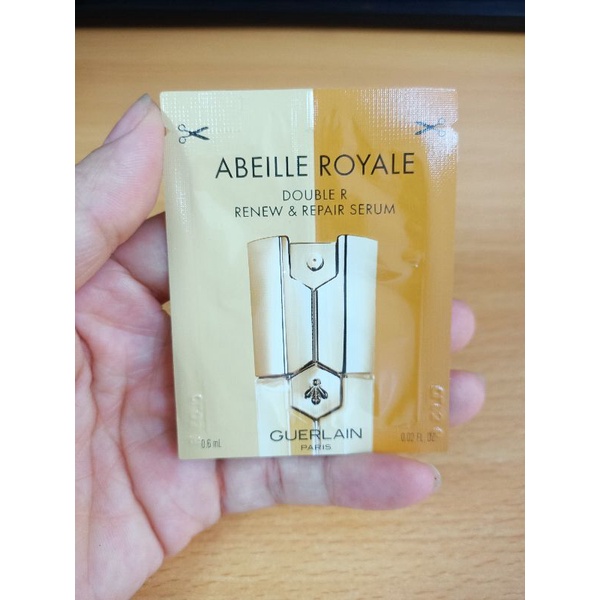 ABEILLE ROYALE
DOUBLE R
RENEW & REPAIR SERUM
GUERLAIN
PARIS
0.6 mL
0.02 FL OZ